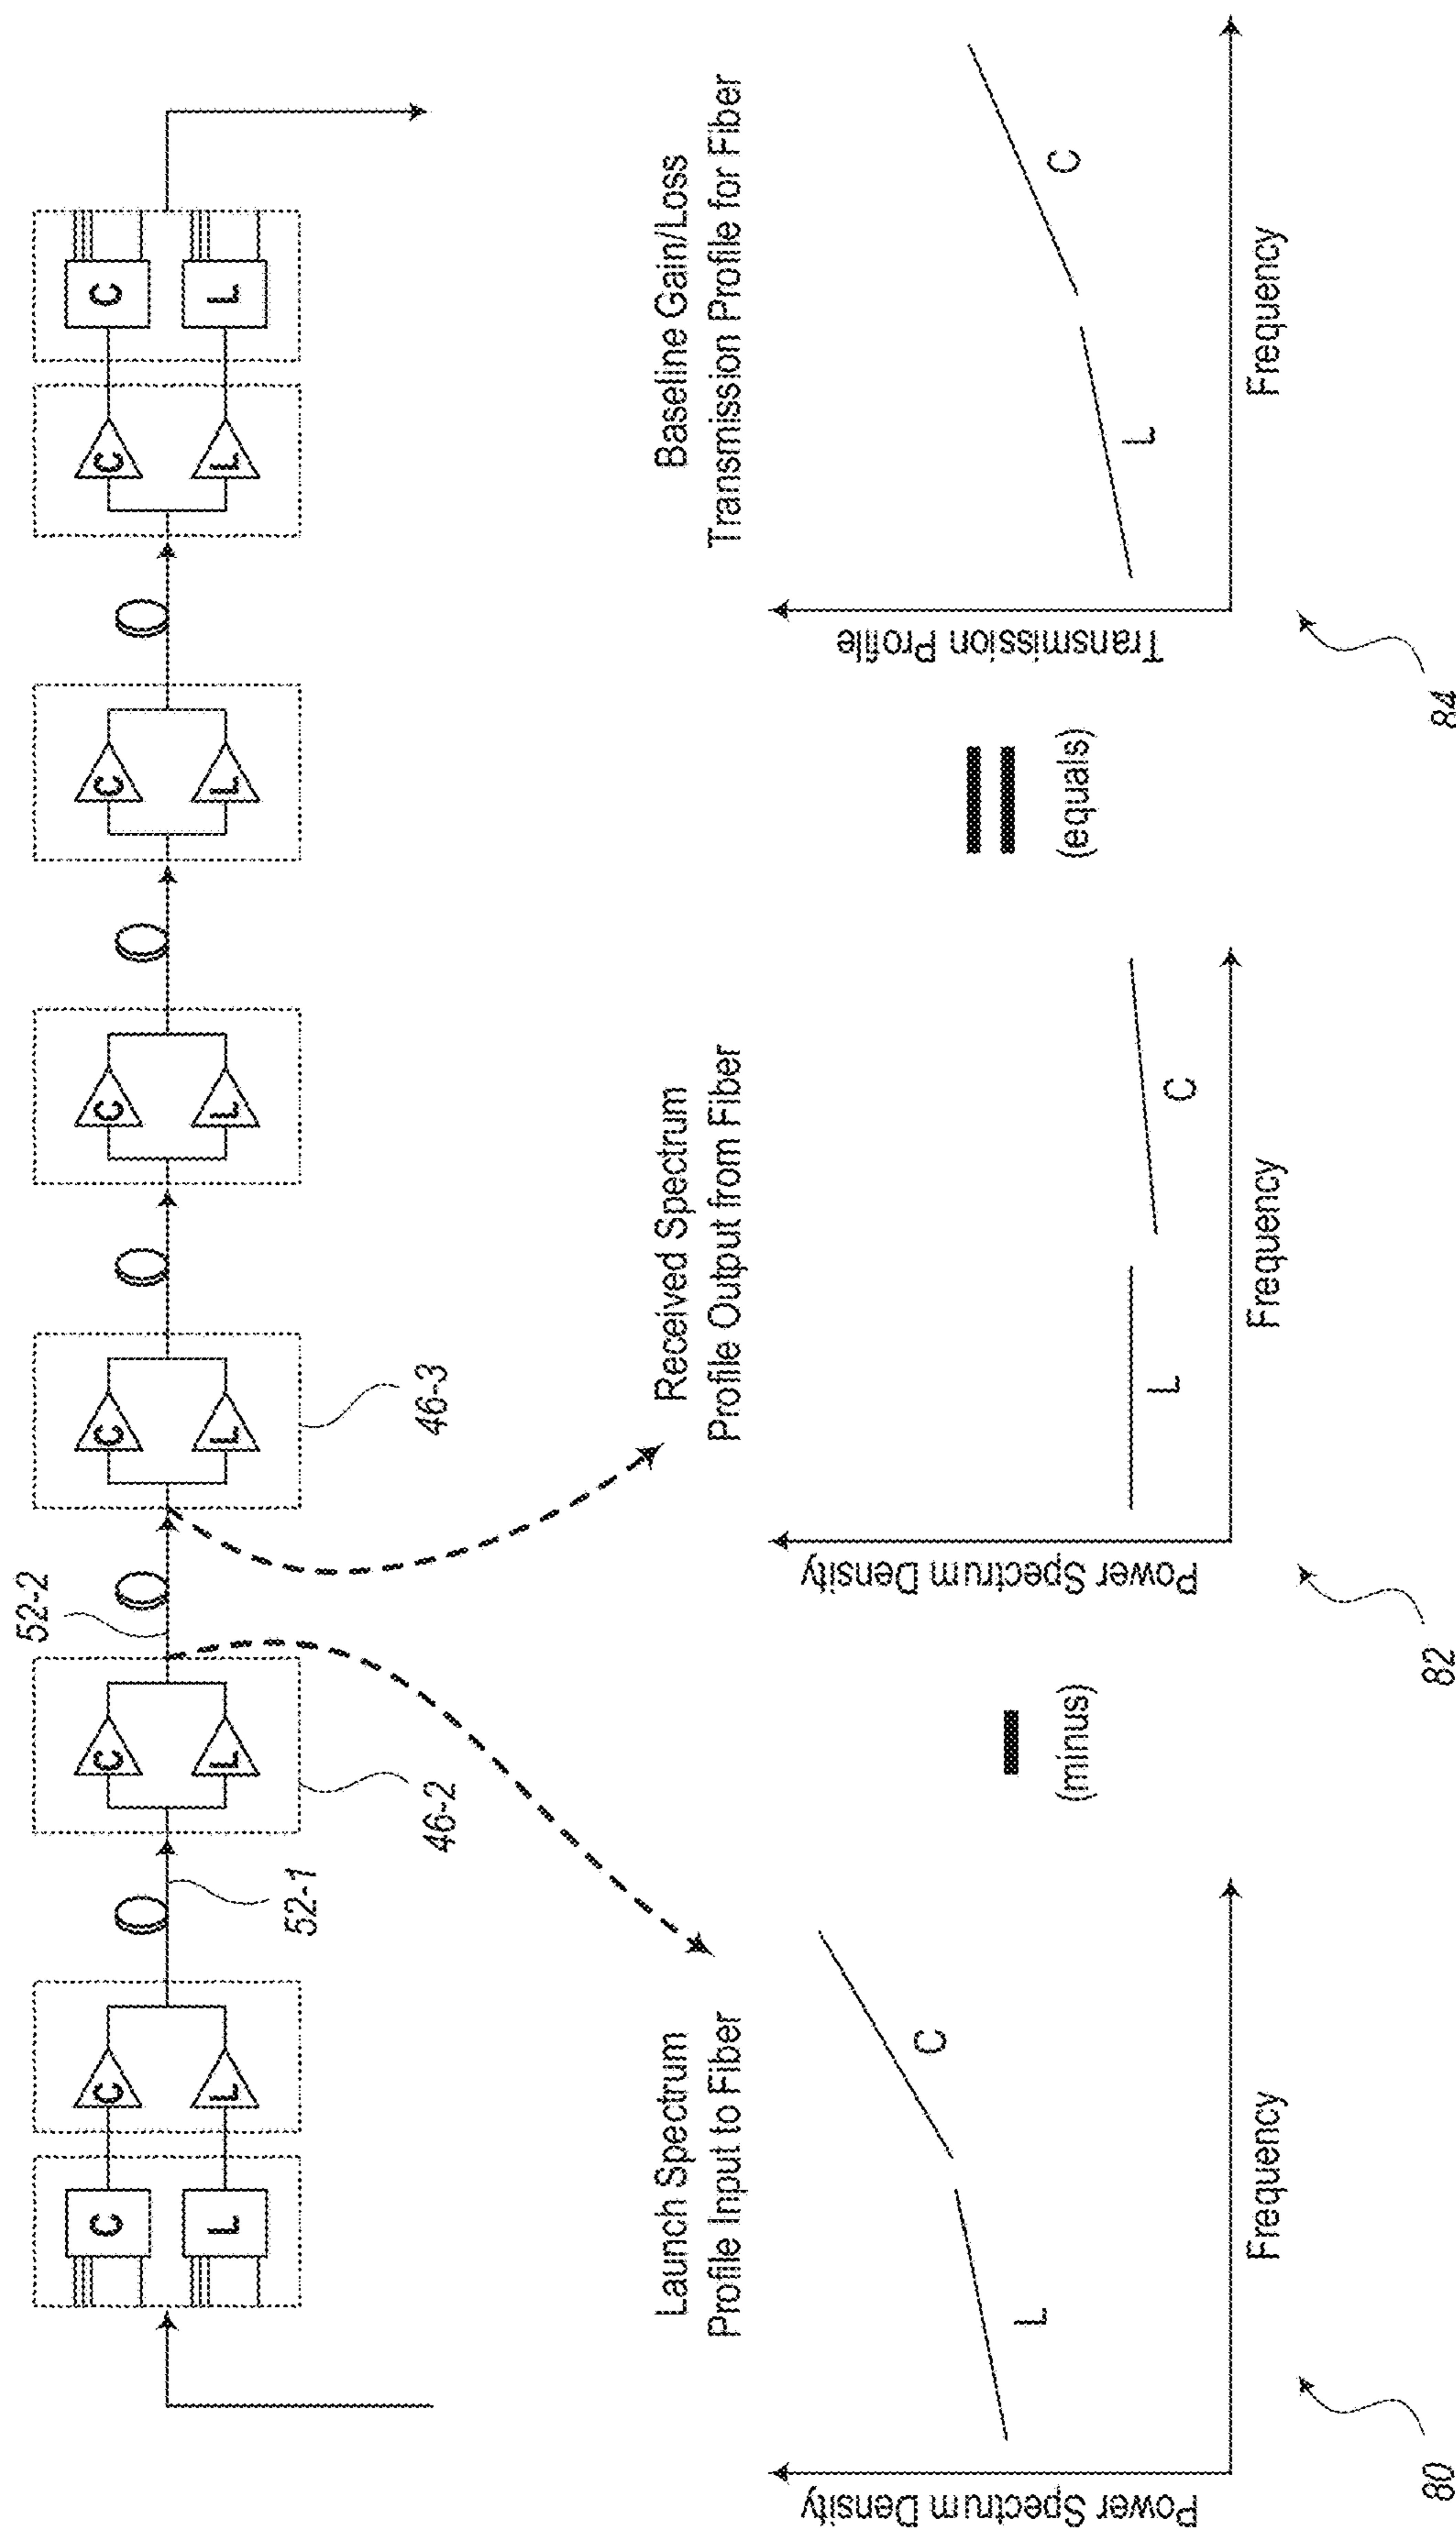 C
L
C
L
52-1
C
L
46-2
52-2
C
L
46-3
C
L
C
L
C
L
C
L
Launch Spectrum
Profile Input to Fiber
Power Spectrum Density
L
C
Frequency
80
(minus)
Received Spectrum
Profile Output from Fiber
Power Spectrum Density
L
C
Frequency
82
(equals)
Baseline Gain/Loss
Transmission Profile for Fiber
Transmission Profile
L
C
Frequency
84